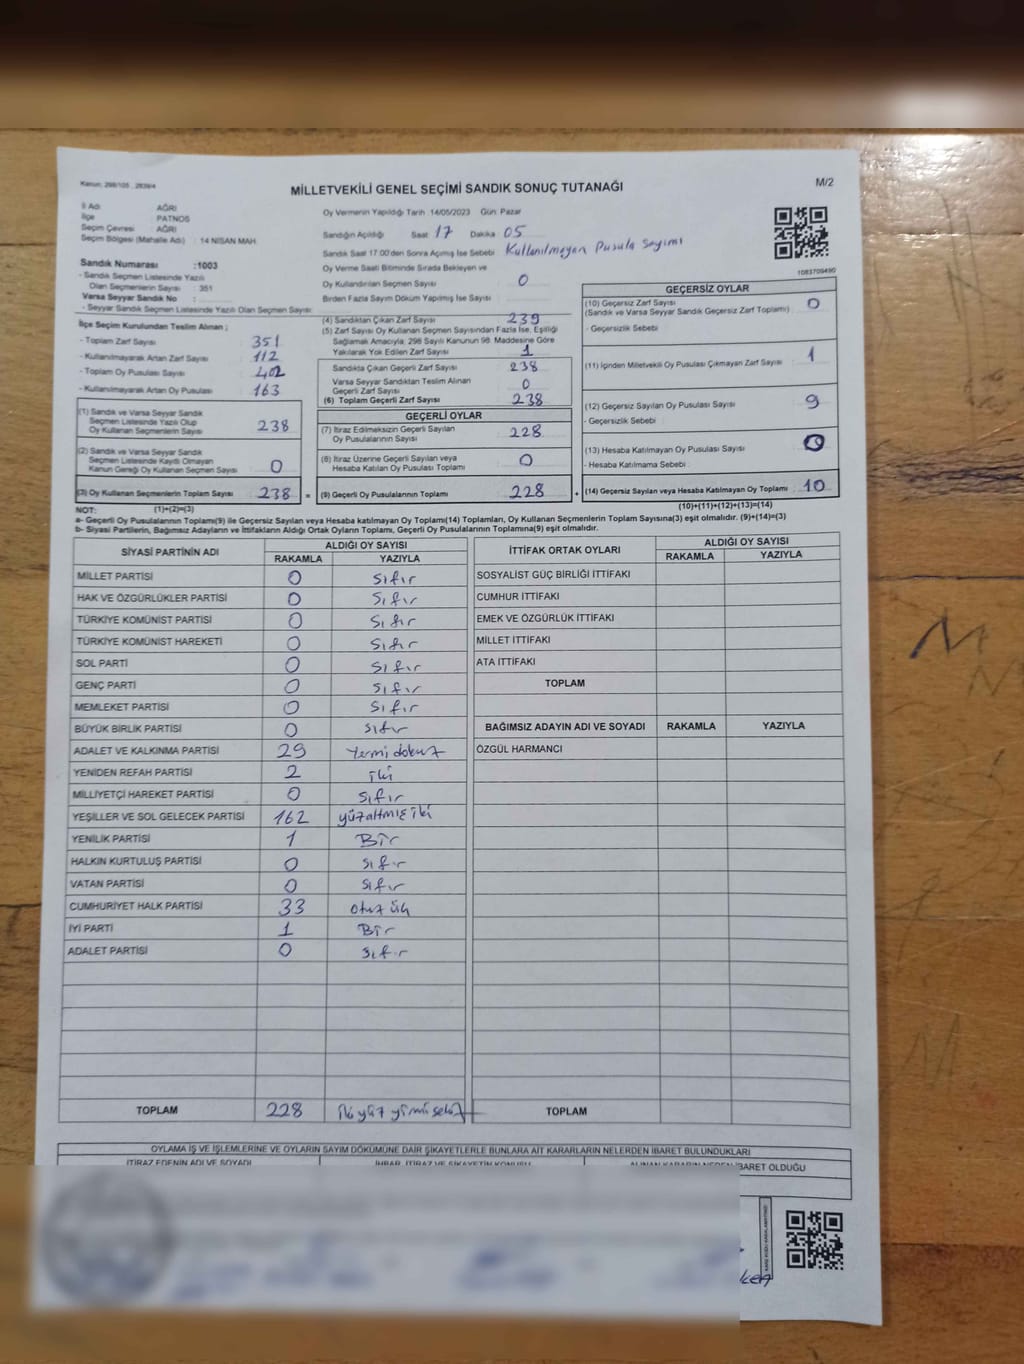 MİLLETVEKİLİ GENEL SEÇİMİ SANDIK SONUÇ TUTANAĞI
M/2
İl Adı AĞRI
İlçe PATNOS
Seçim Çevresi AĞRI
Seçim Bölgesi (Mahalle Adı) : 14 NİSAN MAH.
Sandık Numarası :1003
- Sandık Seçmen Listesinde Yazılı
Olan Seçmenlerin Sayısı 351
Varsa Seyyar Sandık No :
- Seyyar Sandık Seçmen Listesinde Yazılı Olan Seçmen Sayısı:
Oy Vermenin Yapıldığı Tarih 14/05/2023 Gün: Pazar
Sandığın Açıldığı Saat 17 Dakika 05
Sandık Saat 17.00'den Sonra Açılmış İse Sebebi Kullanılmayan Pusula Sayımı
Oy Verme Saati Bitiminde Sırada Bekleyen ve
Oy Kullandırılan Seçmen Sayısı 0
Birden Fazla Sayım Döküm Yapılmış İse Sayısı
1083709490
İlçe Seçim Kurulundan Teslim Alınan ;
- Toplam Zarf Sayısı 351
- Kullanılmayarak Artan Zarf Sayısı 112
- Toplam Oy Pusulası Sayısı 402
- Kullanılmayarak Artan Oy Pusulası 163
(1) Sandık ve Varsa Seyyar Sandık
Seçmen Listesinde Yazılı Olup
Oy Kullanan Seçmenlerin Sayısı 238
(2) Sandık ve Varsa Seyyar Sandık
Seçmen Listesinde Kayıtlı Olmayan
Kanun Gereği Oy Kullanan Seçmen Sayısı 0
(3) Oy Kullanan Seçmenlerin Toplam Sayısı 238 =
(1)+(2)=(3)
(4) Sandıktan Çıkan Zarf Sayısı 239
(5) Zarf Sayısı Oy Kullanan Seçmen Sayısından Fazla İse, Eşitliği
Sağlamak Amacıyla; 298 Sayılı Kanunun 98. Maddesine Göre
Yakılarak Yok Edilen Zarf Sayısı 1
Sandıkta Çıkan Geçerli Zarf Sayısı 238
Varsa Seyyar Sandıktan Teslim Alınan
Geçerli Zarf Sayısı 0
(6) Toplam Geçerli Zarf Sayısı 238
GEÇERLİ OYLAR
(7) İtiraz Edilmeksizin Geçerli Sayılan
Oy Pusulalarının Sayısı 228
(8) İtiraz Üzerine Geçerli Sayılan veya
Hesaba Katılan Oy Pusulası Toplamı 0
(9) Geçerli Oy Pusulalarının Toplamı 228 +
GEÇERSİZ OYLAR
(10) Geçersiz Zarf Sayısı 0
(Sandık ve Varsa Seyyar Sandık Geçersiz Zarf Toplamı)
- Geçersizlik Sebebi
(11) İçinden Milletvekili Oy Pusulası Çıkmayan Zarf Sayısı 1
(12) Geçersiz Sayılan Oy Pusulası Sayısı 9
- Geçersizlik Sebebi
(13) Hesaba Katılmayan Oy Pusulası Sayısı 0
- Hesaba Katılmama Sebebi
(14) Geçersiz Sayılan veya Hesaba Katılmayan Oy Toplamı 10
(10)+(11)+(12)+(13)=(14)
NOT:
a- Geçerli Oy Pusulalarının Toplamı(9) ile Geçersiz Sayılan veya Hesaba katılmayan Oy Toplamı(14) Toplamları, Oy Kullanan Seçmenlerin Toplam Sayısına(3) eşit olmalıdır. (9)+(14)=(3)
b- Siyasi Partilerin, Bağımsız Adayların ve İttifakların Aldığı Ortak Oyların Toplamı, Geçerli Oy Pusulalarının Toplamına(9) eşit olmalıdır.
SİYASİ PARTİNİN ADI ALDIĞI OY SAYISI
RAKAMLA YAZIYLA
MİLLET PARTİSİ 0 Sıfır
HAK VE ÖZGÜRLÜKLER PARTİSİ 0 Sıfır
TÜRKİYE KOMÜNİST PARTİSİ 0 Sıfır
TÜRKİYE KOMÜNİST HAREKETİ 0 Sıfır
SOL PARTİ 0 Sıfır
GENÇ PARTİ 0 Sıfır
MEMLEKET PARTİSİ 0 Sıfır
BÜYÜK BİRLİK PARTİSİ 0 Sıfır
ADALET VE KALKINMA PARTİSİ 29 Yermi dokuz
YENİDEN REFAH PARTİSİ 2 iki
MİLLİYETÇİ HAREKET PARTİSİ 0 Sıfır
YEŞİLLER VE SOL GELECEK PARTİSİ 162 yüzaltmış iki
YENİLİK PARTİSİ 1 Bir
HALKIN KURTULUŞ PARTİSİ 0 Sıfır
VATAN PARTİSİ 0 Sıfır
CUMHURİYET HALK PARTİSİ 33 otuz üç
İYİ PARTİ 1 Bir
ADALET PARTİSİ 0 Sıfır
TOPLAM 228 iki yüz yirmi sekiz
İTTİFAK ORTAK OYLARI ALDIĞI OY SAYISI
RAKAMLA YAZIYLA
SOSYALİST GÜÇ BİRLİĞİ İTTİFAKI
CUMHUR İTTİFAKI
EMEK VE ÖZGÜRLÜK İTTİFAKI
MİLLET İTTİFAKI
ATA İTTİFAKI
TOPLAM
BAĞIMSIZ ADAYIN ADI VE SOYADI RAKAMLA YAZIYLA
ÖZGÜL HARMANCI
TOPLAM
OYLAMA İŞ VE İŞLEMLERİNE VE OYLARIN SAYIM DÖKÜMÜNE DAİR ŞİKAYETLERLE BUNLARA AİT KARARLARIN NELERDEN İBARET BULUNDUKLARI
İTİRAZ EDENİN ADI VE SOYADI İHBAR, İTİRAZ VE ŞİKAYETİN KONUSU ALINAN KARARIN NEDEN İBARET OLDUĞU